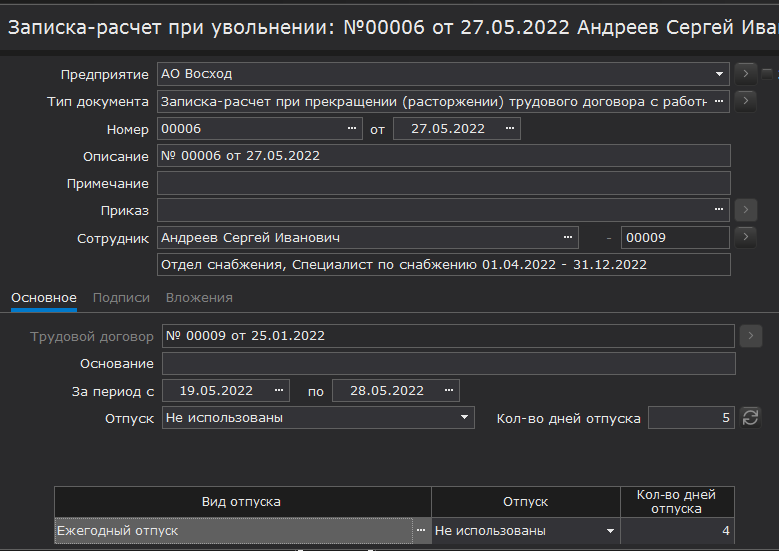 Записка-расчет при увольнении: №00006 от 27.05.2022 Андреев Сергей Ива
Предприятие АО Восход
Тип документа Записка-расчет при прекращении (расторжении) трудового договора с работн
Номер 00006 от 27.05.2022
Описание № 00006 от 27.05.2022
Примечание
Приказ
Сотрудник Андреев Сергей Иванович - 00009
Отдел снабжения, Специалист по снабжению 01.04.2022 - 31.12.2022
Основное Подписи Вложения
Трудовой договор № 00009 от 25.01.2022
Основание
За период с 19.05.2022 по 28.05.2022
Отпуск Не использованы Кол-во дней отпуска 5
Вид отпуска Отпуск Кол-во дней
отпуска
Ежегодный отпуск Не использованы 4